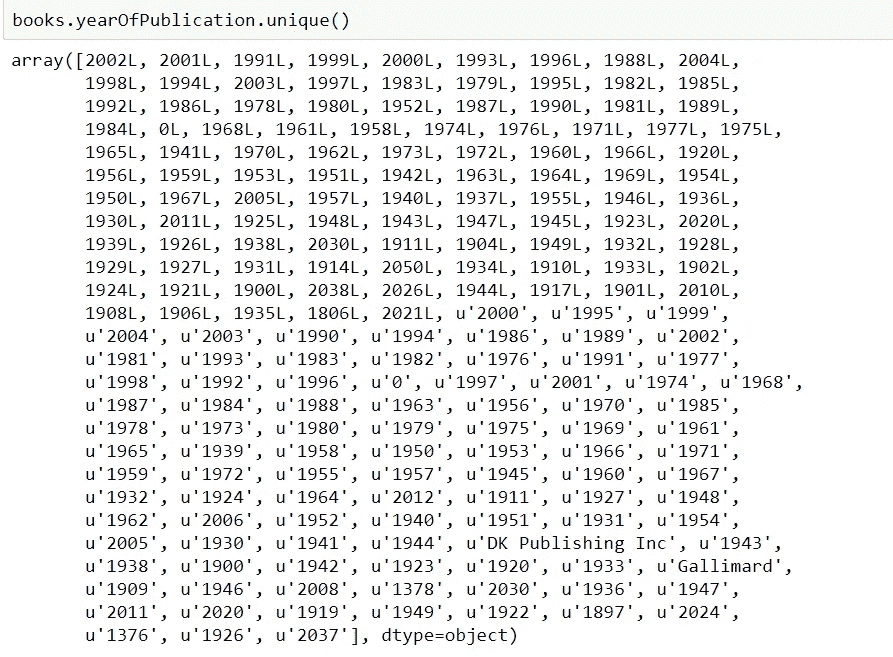 books.yearOfPublication.unique()
array([2002L, 2001L, 1991L, 1999L, 2000L, 1993L, 1996L, 1988L, 2004L,
1998L, 1994L, 2003L, 1997L, 1983L, 1979L, 1995L, 1982L, 1985L,
1992L, 1986L, 1978L, 1980L, 1952L, 1987L, 1990L, 1981L, 1989L,
1984L, 0L, 1968L, 1961L, 1958L, 1974L, 1976L, 1971L, 1977L, 1975L,
1965L, 1941L, 1970L, 1962L, 1973L, 1972L, 1960L, 1966L, 1920L,
1956L, 1959L, 1953L, 1951L, 1942L, 1963L, 1964L, 1969L, 1954L,
1950L, 1967L, 2005L, 1957L, 1940L, 1937L, 1955L, 1946L, 1936L,
1930L, 2011L, 1925L, 1948L, 1943L, 1947L, 1945L, 1923L, 2020L,
1939L, 1926L, 1938L, 2030L, 1911L, 1904L, 1949L, 1932L, 1928L,
1929L, 1927L, 1931L, 1914L, 2050L, 1934L, 1910L, 1933L, 1902L,
1924L, 1921L, 1900L, 2038L, 2026L, 1944L, 1917L, 1901L, 2010L,
1908L, 1906L, 1935L, 1806L, 2021L, u'2000', u'1995', u'1999',
u'2004', u'2003', u'1990', u'1994', u'1986', u'1989', u'2002',
u'1981', u'1993', u'1983', u'1982', u'1976', u'1991', u'1977',
u'1998', u'1992', u'1996', u'0', u'1997', u'2001', u'1974', u'1968',
u'1987', u'1984', u'1988', u'1963', u'1956', u'1970', u'1985',
u'1978', u'1973', u'1980', u'1979', u'1975', u'1969', u'1961',
u'1965', u'1939', u'1958', u'1950', u'1953', u'1966', u'1971',
u'1959', u'1972', u'1955', u'1957', u'1945', u'1960', u'1967',
u'1932', u'1924', u'1964', u'2012', u'1911', u'1927', u'1948',
u'1962', u'2006', u'1952', u'1940', u'1951', u'1931', u'1954',
u'2005', u'1930', u'1941', u'1944', u'DK Publishing Inc', u'1943',
u'1938', u'1900', u'1942', u'1923', u'1920', u'1933', u'Gallimard',
u'1909', u'1946', u'2008', u'1378', u'2030', u'1936', u'1947',
u'2011', u'2020', u'1919', u'1949', u'1922', u'1897', u'2024',
u'1376', u'1926', u'2037'], dtype=object)